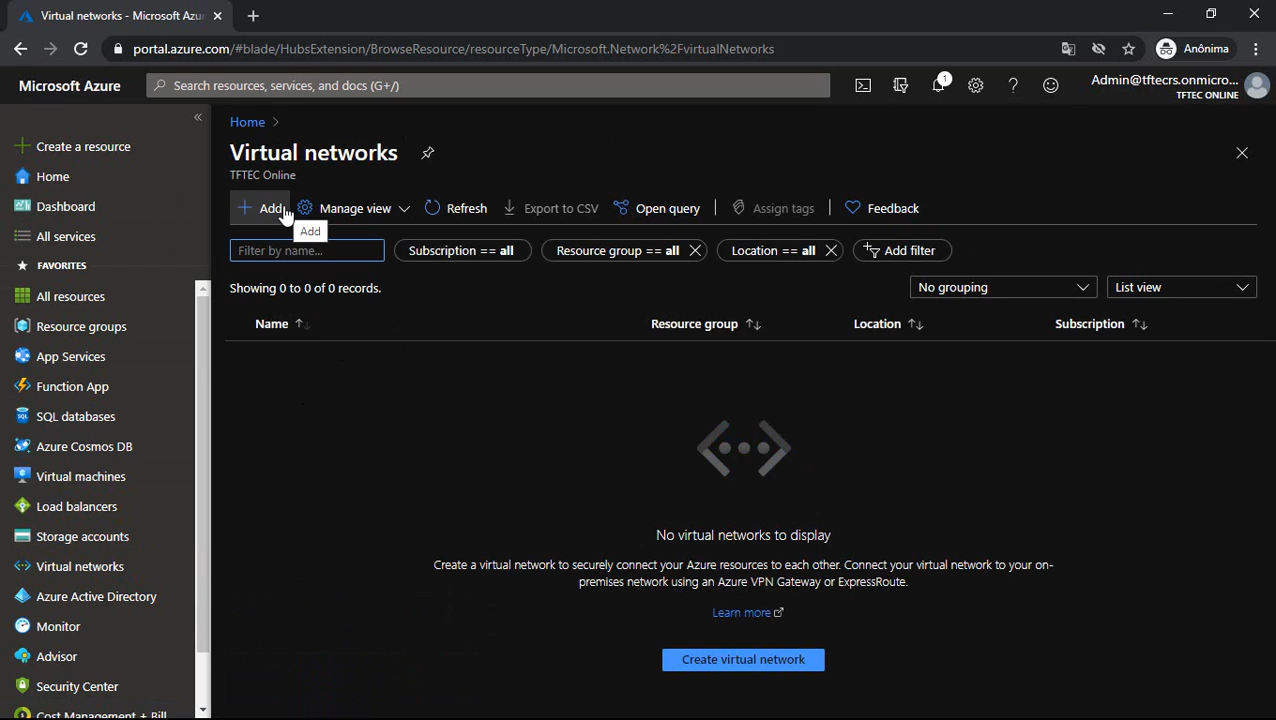 Virtual networks - Microsoft Azur
portal.azure.com/#blade/HubsExtension/BrowseResource/resourceType/Microsoft.Network%2FvirtualNetworks
Anônima
Microsoft Azure
Search resources, services, and docs (G+/)
1
Admin@tftecrs.onmicro...
TFTEC ONLINE
Create a resource
Home
Dashboard
All services
FAVORITES
All resources
Resource groups
App Services
Function App
SQL databases
Azure Cosmos DB
Virtual machines
Load balancers
Storage accounts
Virtual networks
Azure Active Directory
Monitor
Advisor
Security Center
Cost Management + Bill
Home
Virtual networks
TFTEC Online
Add
Manage view
Refresh
Export to CSV
Open query
Assign tags
Feedback
Add
Filter by name...
Subscription == all
Resource group == all
Location == all
Add filter
Showing 0 to 0 of 0 records.
No grouping
List view
Name
Resource group
Location
Subscription
No virtual networks to display
Create a virtual network to securely connect your Azure resources to each other. Connect your virtual network to your on-
premises network using an Azure VPN Gateway or ExpressRoute.
Learn more
Create virtual network